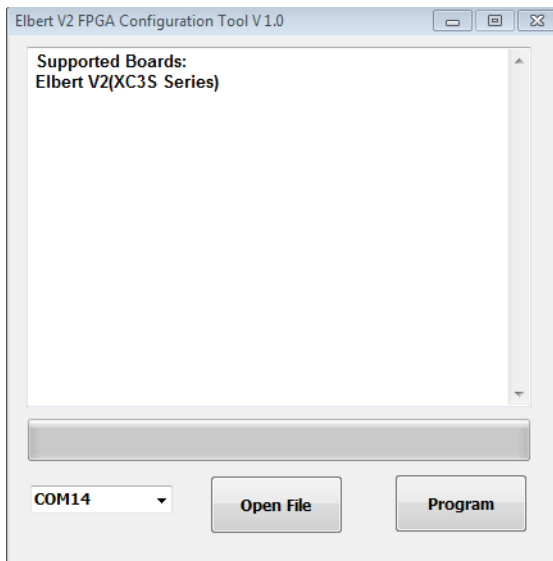 Elbert V2 FPGA Configuration Tool V 1.0
Supported Boards:
Elbert V2(XC3S Series)
COM14
Open File
Program